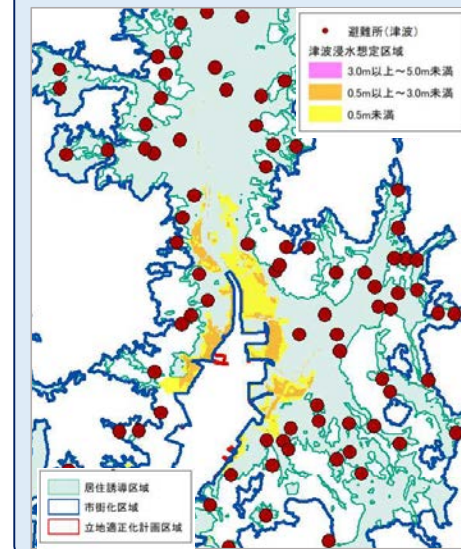 避難所(津波)
津波浸水想定区域
3.0m以上～5.0m未満
0.5m以上～3.0m未満
0.5m未満
居住誘導区域
市街化区域
立地適正化計画区域